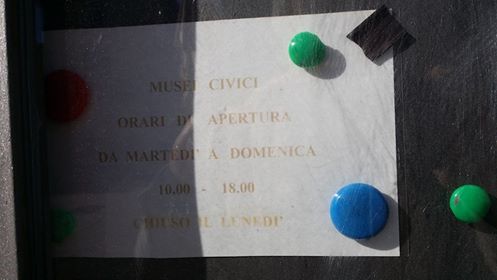 MUSEI CIVICI
ORARI DI APERTURA
DA MARTEDI' A DOMENICA
10.00 - 18.00
CHIUSO IL LUNEDI'